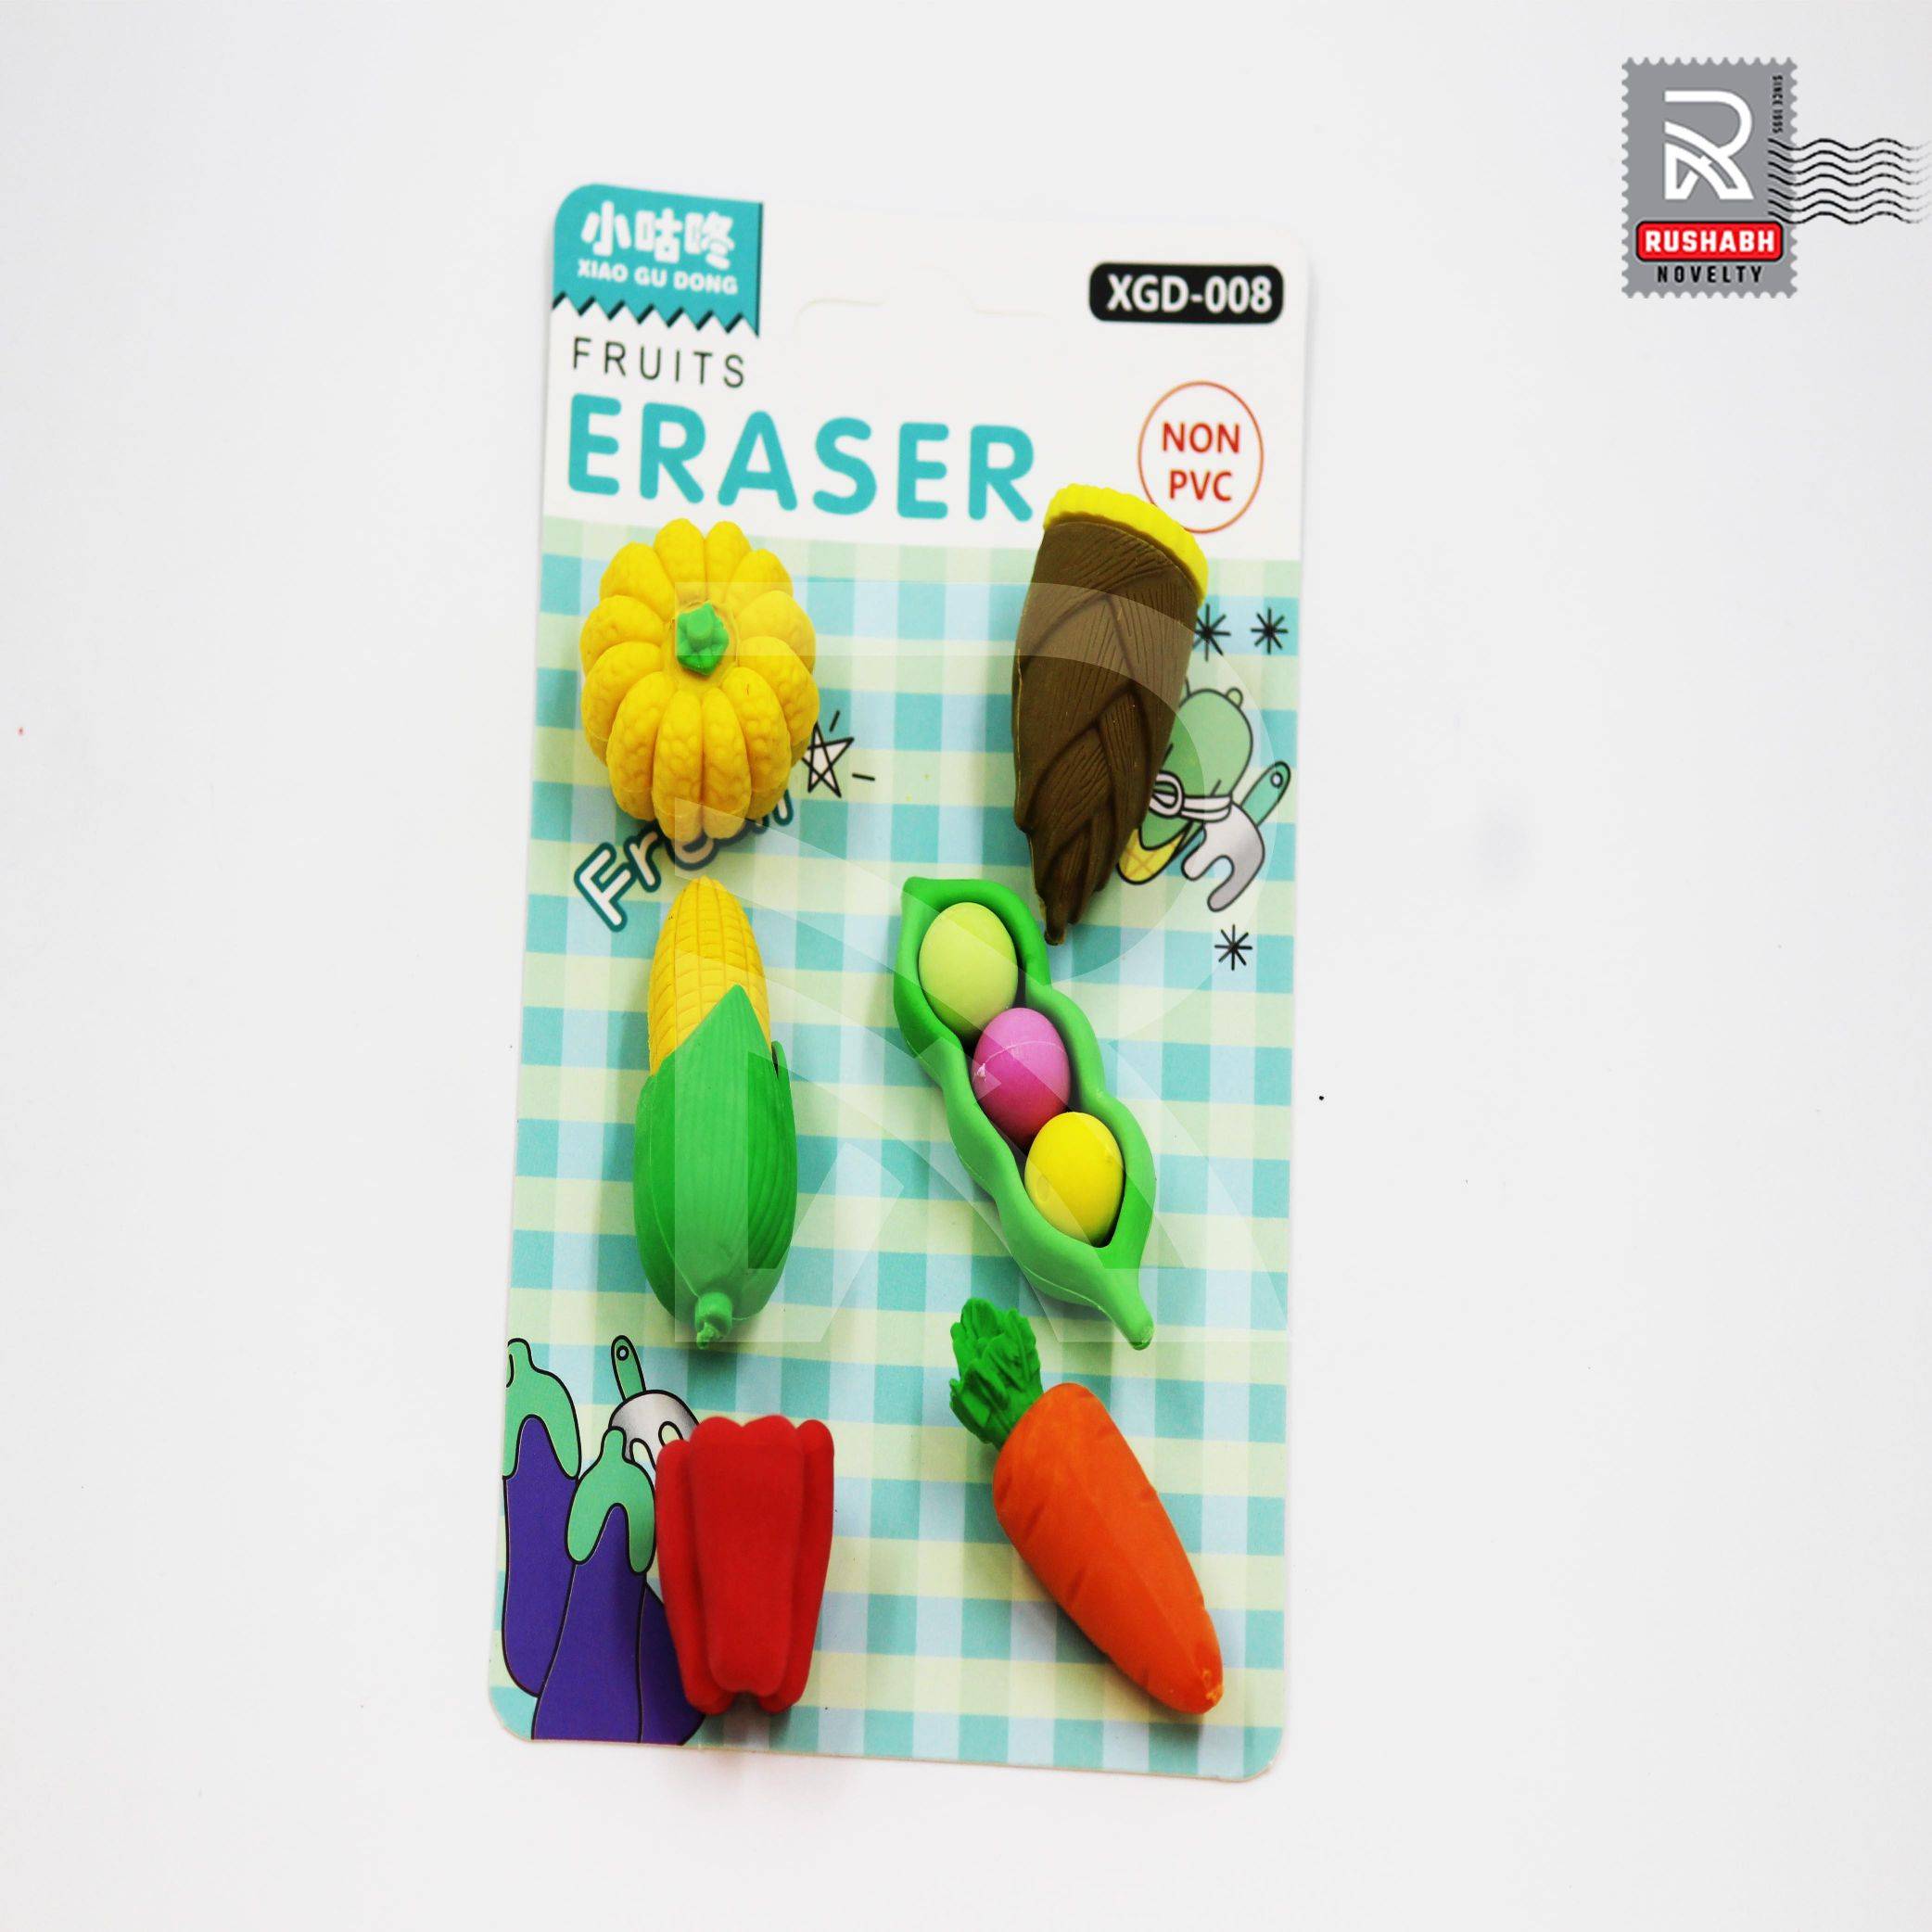 小咕咚
XIAO GU DONG
XGD-008
FRUITS
ERASER
NON
PVC
SINCE 1995
RUSHABH
NOVELTY